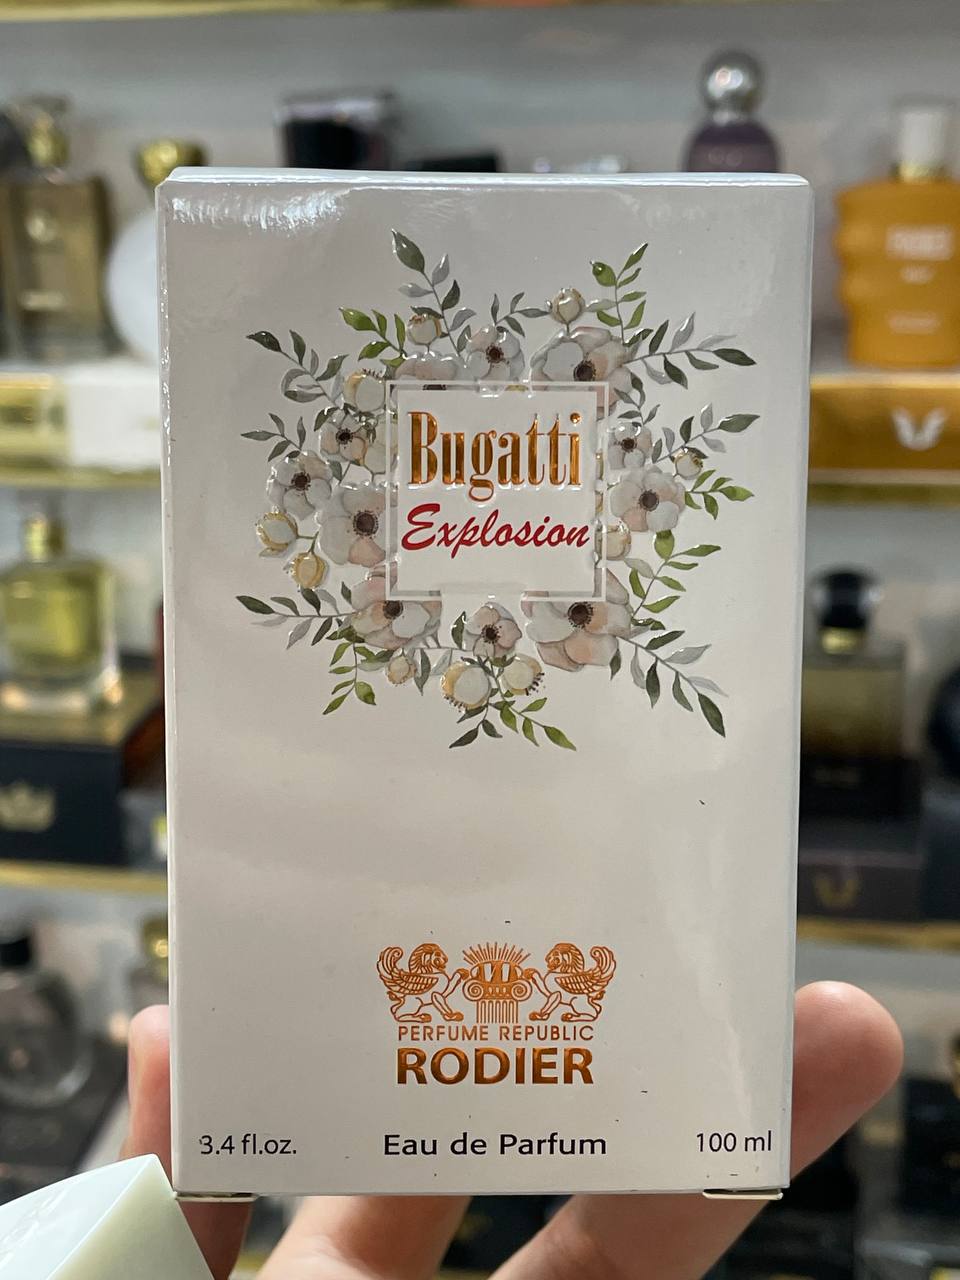 Bugatti
Explosion
PERFUME REPUBLIC
RODIER
3.4 fl.oz. Eau de Parfum 100 ml